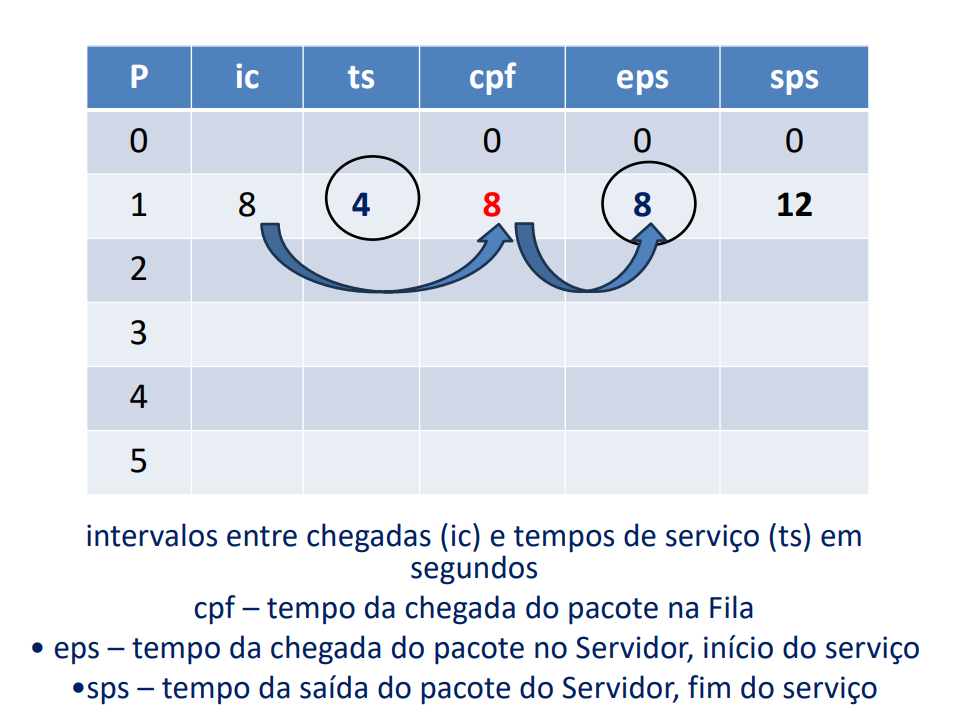 P ic ts cpf eps sps
0 0 0 0
1 8 4 8 8 12
2
3
4
5
intervalos entre chegadas (ic) e tempos de serviço (ts) em
segundos
cpf – tempo da chegada do pacote na Fila
• eps – tempo da chegada do pacote no Servidor, início do serviço
•sps – tempo da saída do pacote do Servidor, fim do serviço